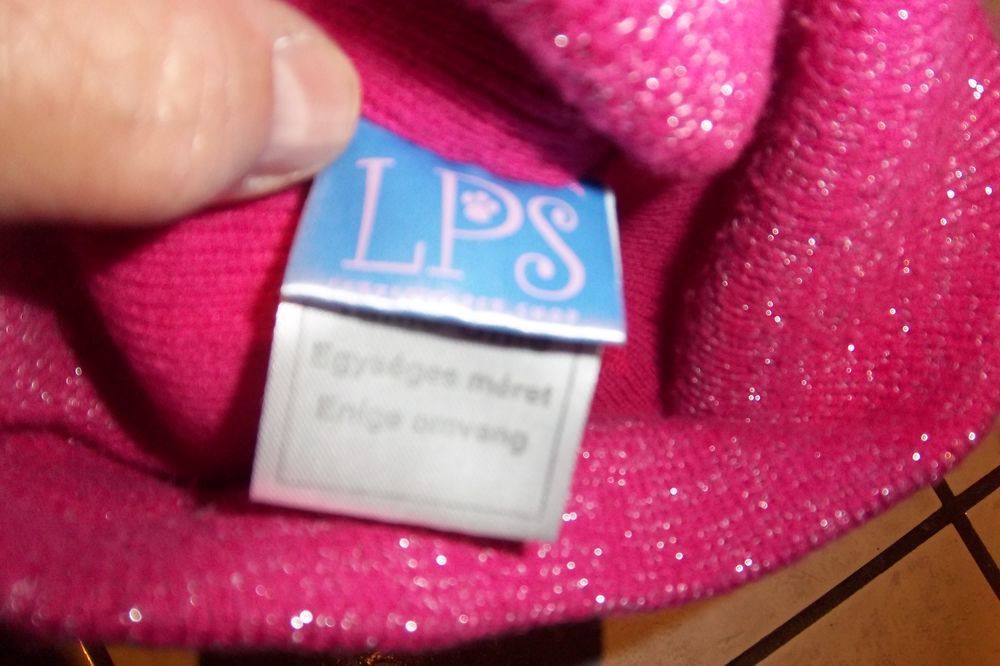 LPS
Egységes méret
Enige omvang